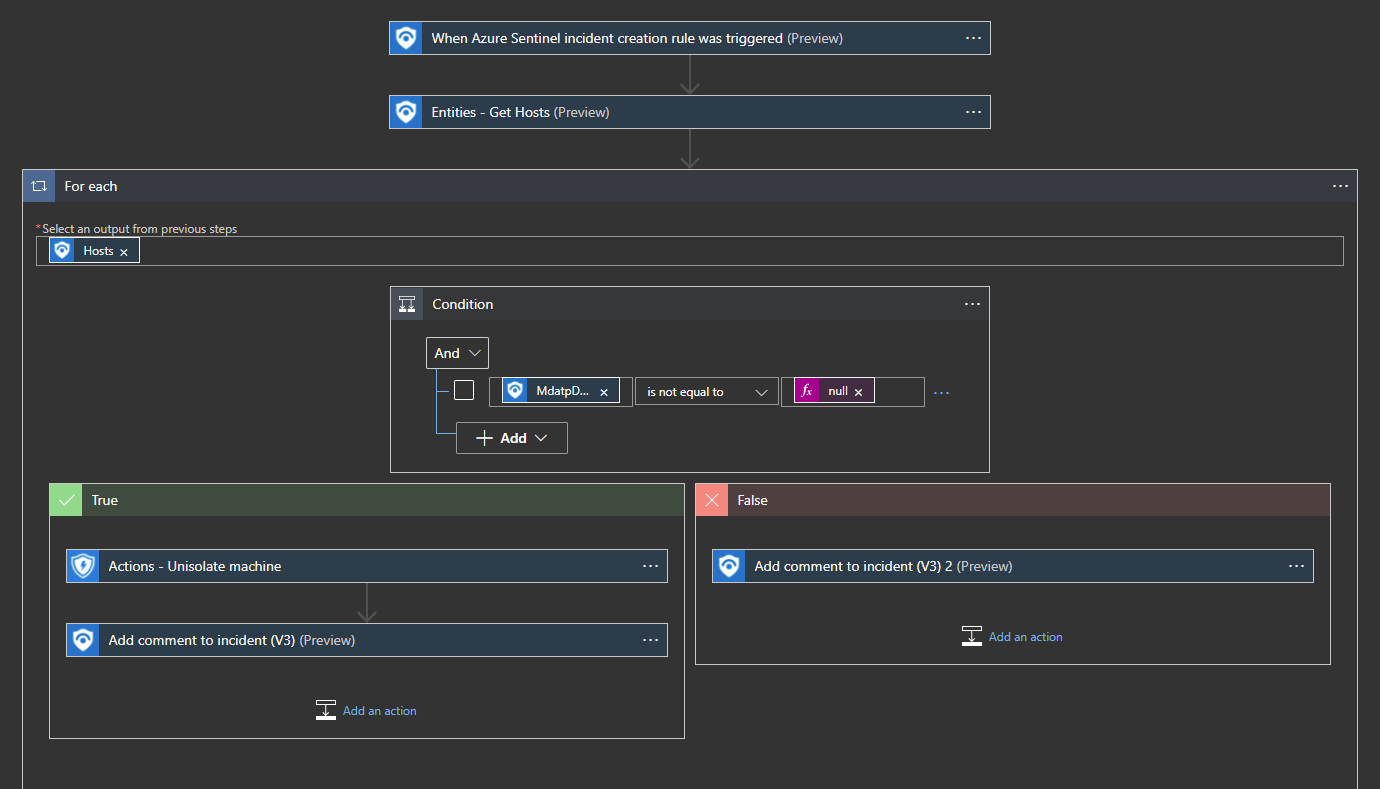 When Azure Sentinel incident creation rule was triggered (Preview)
Entities - Get Hosts (Preview)
For each
*Select an output from previous steps
Hosts
Condition
And
MdatpD... is not equal to fx null
Add
True
False
Actions - Unisolate machine
Add comment to incident (V3) 2 (Preview)
Add comment to incident (V3) (Preview)
Add an action
Add an action